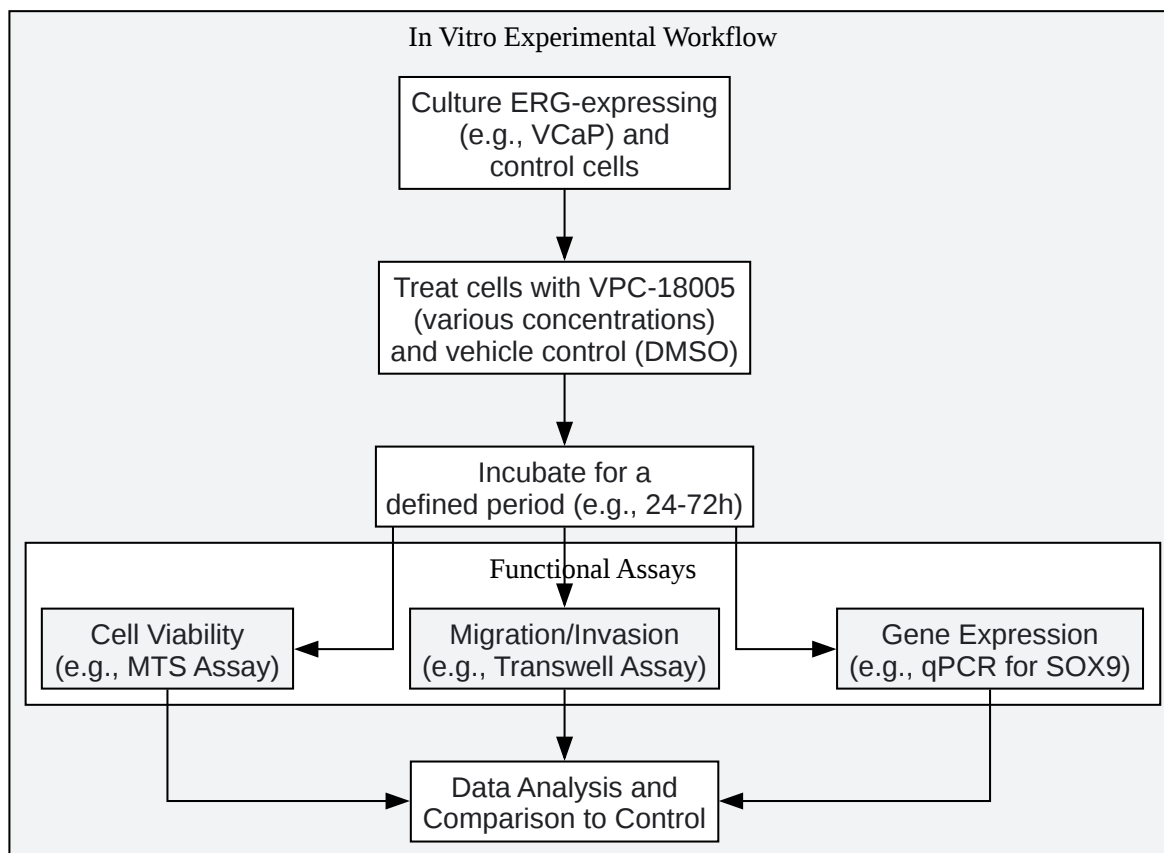 In Vitro Experimental Workflow
Culture ERG-expressing
(e.g., VCaP) and
control cells
Treat cells with VPC-18005
(various concentrations)
and vehicle control (DMSO)
Incubate for a
defined period (e.g., 24-72h)
Functional Assays
Cell Viability
(e.g., MTS Assay)
Migration/Invasion
(e.g., Transwell Assay)
Gene Expression
(e.g., qPCR for SOX9)
Data Analysis and
Comparison to Control